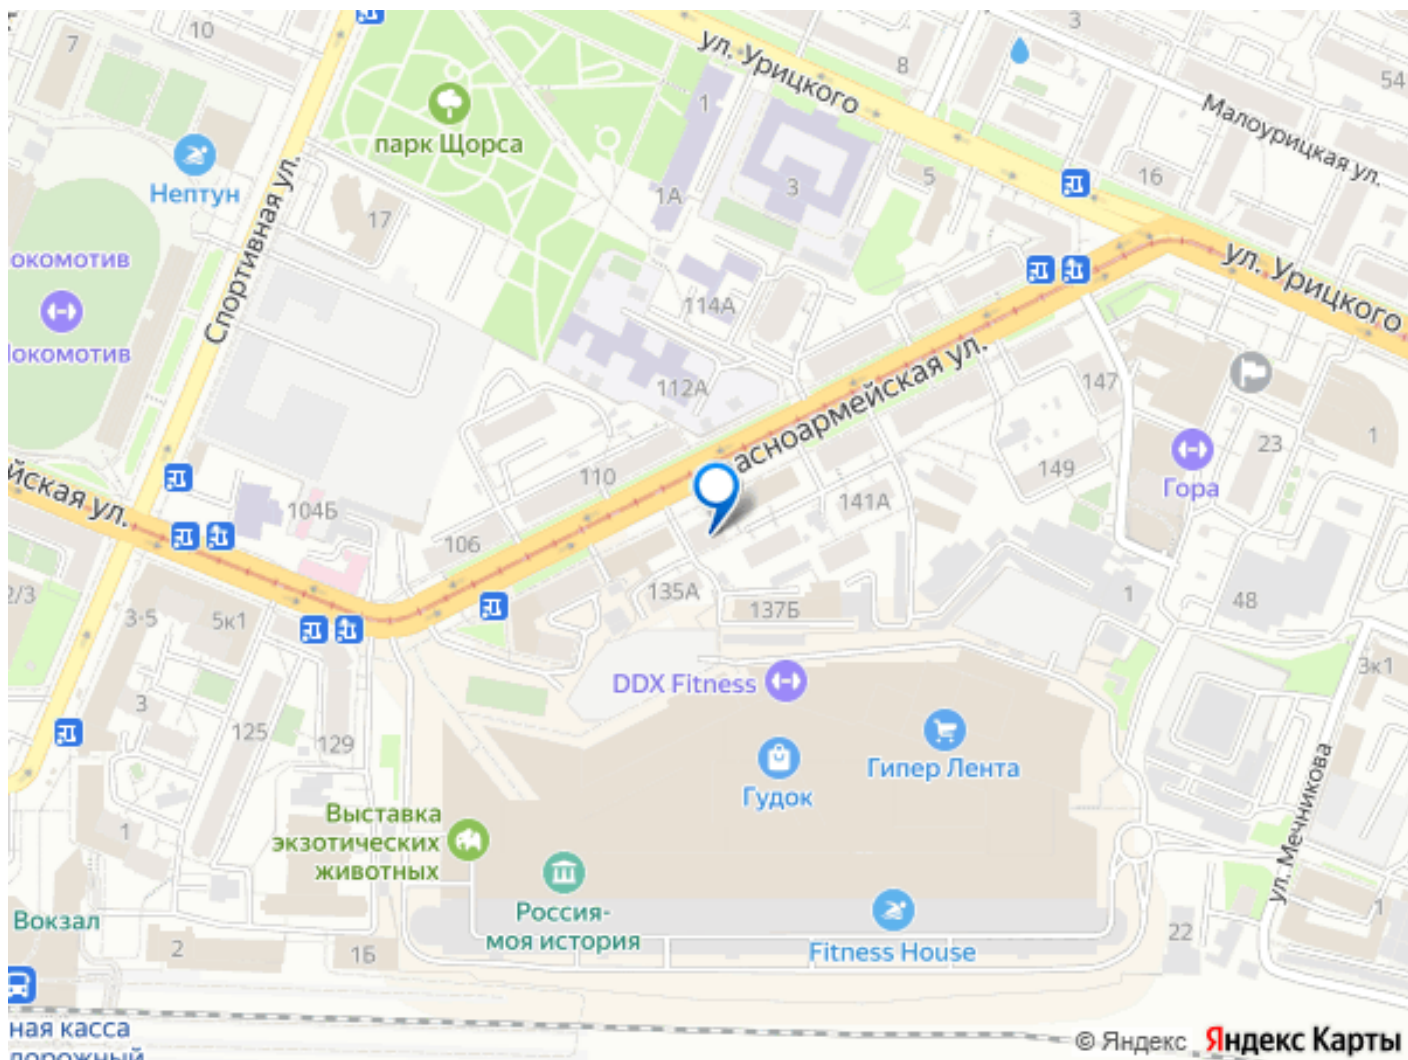 10
7
3
8
54
ул. Урицкого
1
Малоурицкая ул.
парк Щорса
Нептун
1А
3
5
16
17
Спортивная ул.
окомотив
ул. Урицкого
Локомотив
114А
112А
Красноармейская ул.
147
23
1
149
Гора
110
141А
йская ул.
104Б
106
135А
137Б
1
48
2/3
3-5
5к1
3к1
DDX Fitness
3
125
129
Гипер Лента
Гудок
ул. Мечникова
Выставка
экзотических
животных
1
Россия-
моя история
Fitness House
Вокзал
2
1Б
22
1
ная касса
дорожный
© Яндекс Яндекс Карты